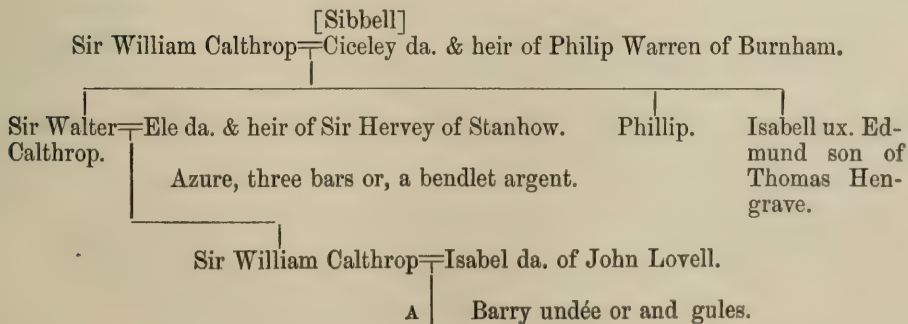 [Sibbell]
Sir William Calthrop=Ciceley da. & heir of Philip Warren of Burnham.
Sir Walter=Ele da. & heir of Sir Hervey of Stanhow.
Calthrop.
Azure, three bars or, a bendlet argent.
Phillip.
Isabell ux. Ed-
mund son of
Thomas Hen-
grave.
Sir William Calthrop=Isabel da. of John Lovell.
A
Barry undée or and gules.